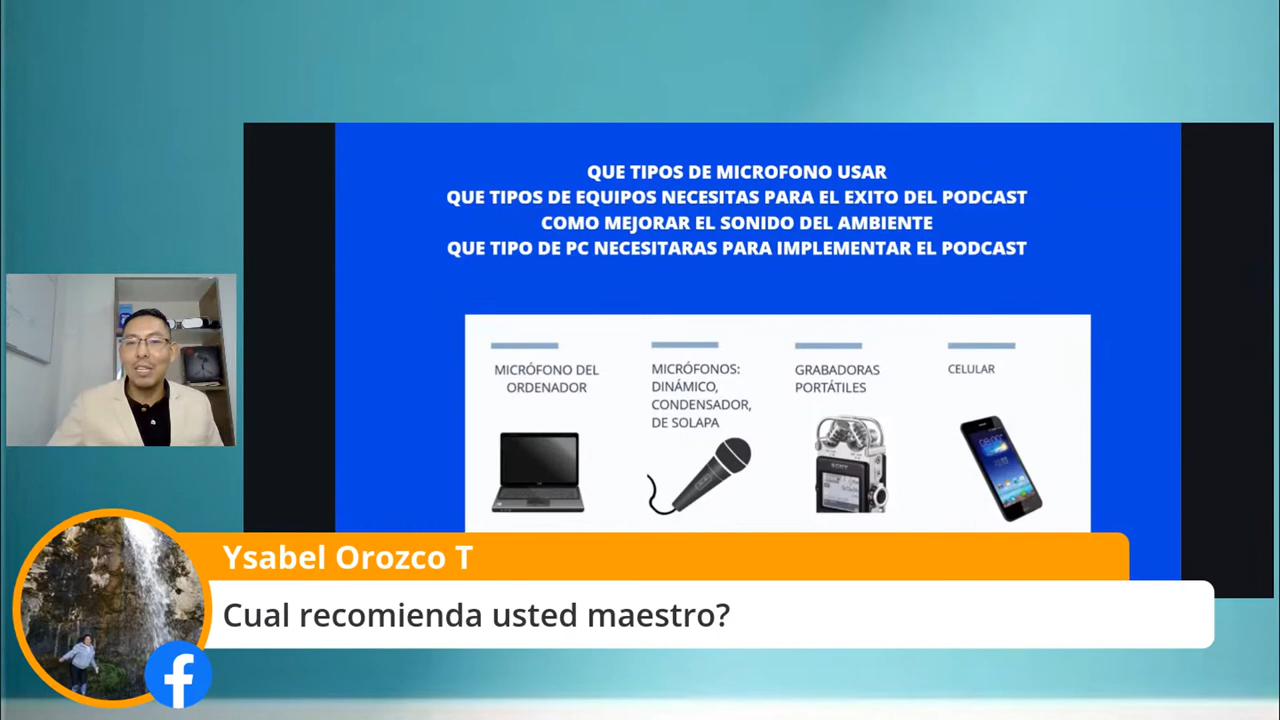 QUE TIPOS DE MICROFONO USAR
QUE TIPOS DE EQUIPOS NECESITAS PARA EL EXITO DEL PODCAST
COMO MEJORAR EL SONIDO DEL AMBIENTE
QUE TIPO DE PC NECESITARAS PARA IMPLEMENTAR EL PODCAST
MICRÓFONO DEL
ORDENADOR
MICRÓFONOS:
DINÁMICO,
CONDENSADOR,
DE SOLAPA
GRABADORAS
PORTÁTILES
CELULAR
SONY
Ysabel Orozco T
Cual recomienda usted maestro?